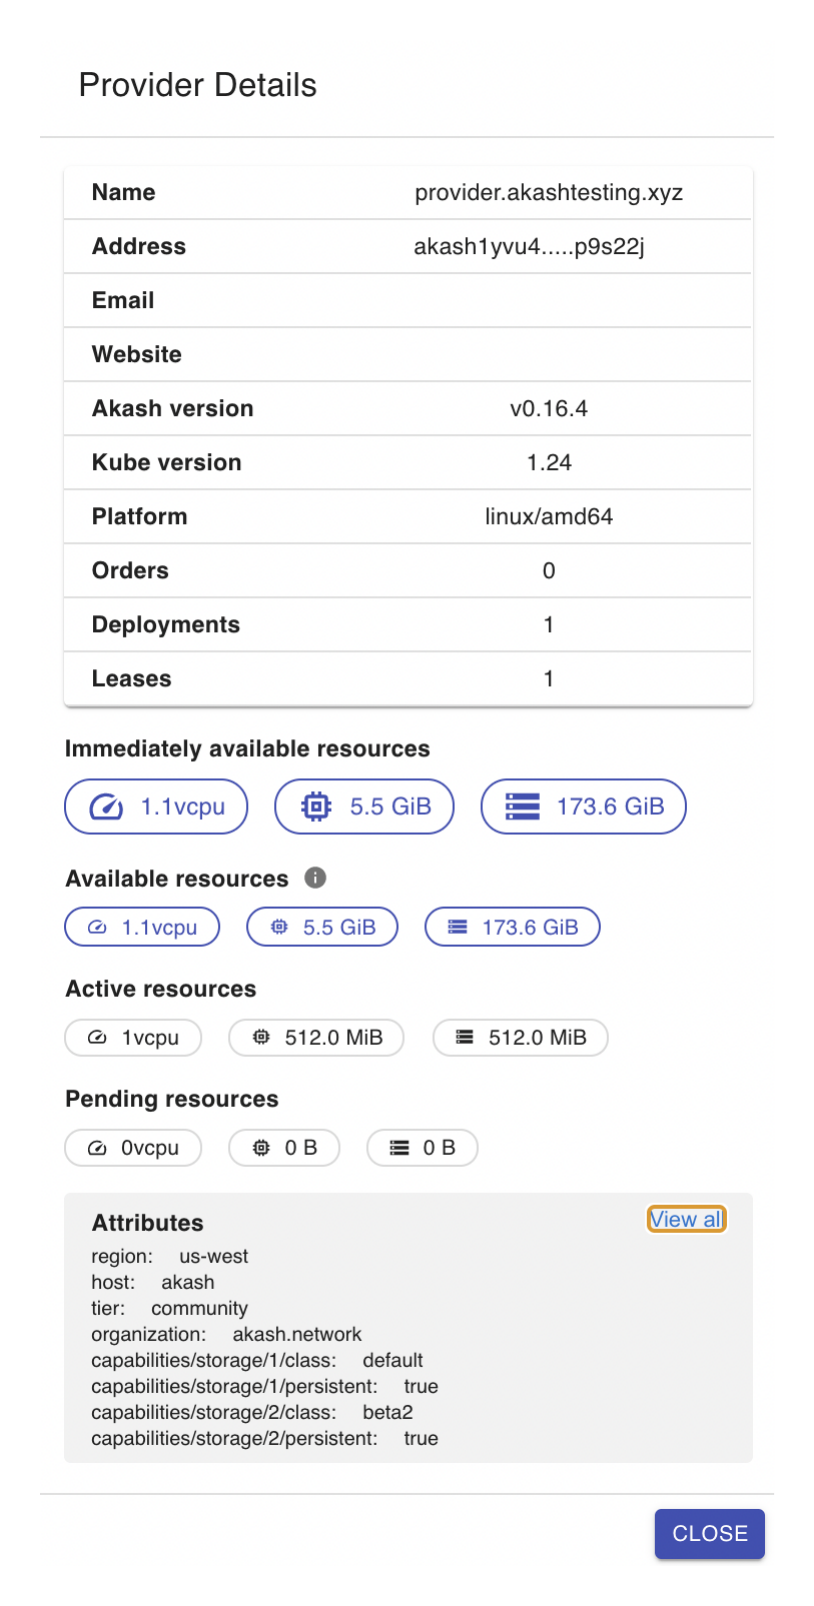 Provider Details
Name provider.akashtesting.xyz
Address akash1yvu4.....p9s22j
Email
Website
Akash version v0.16.4
Kube version 1.24
Platform linux/amd64
Orders 0
Deployments 1
Leases 1
Immediately available resources
1.1vcpu 5.5 GiB 173.6 GiB
Available resources i
1.1vcpu 5.5 GiB 173.6 GiB
Active resources
1vcpu 512.0 MiB 512.0 MiB
Pending resources
0vcpu 0 B 0 B
Attributes View all
region: us-west
host: akash
tier: community
organization: akash.network
capabilities/storage/1/class: default
capabilities/storage/1/persistent: true
capabilities/storage/2/class: beta2
capabilities/storage/2/persistent: true
CLOSE